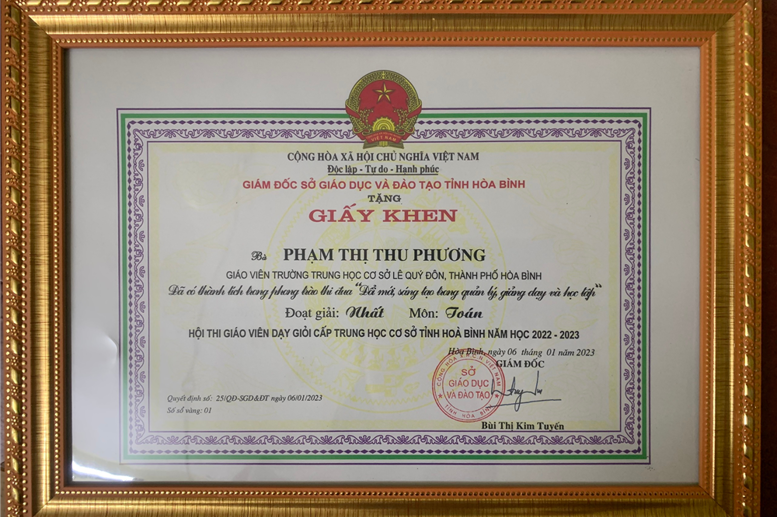 VIỆT NAM
CỘNG HÒA XÃ HỘI CHỦ NGHĨA VIỆT NAM
Độc lập - Tự do - Hạnh phúc
GIÁM ĐỐC SỞ GIÁO DỤC VÀ ĐÀO TẠO TỈNH HÒA BÌNH
TẶNG
GIẤY KHEN
Bà PHẠM THỊ THU PHƯƠNG
GIÁO VIÊN TRƯỜNG TRUNG HỌC CƠ SỞ LÊ QUÝ ĐÔN, THÀNH PHỐ HÒA BÌNH
Đã có thành tích trong phong trào thi đua "Đổi mới, sáng tạo trong quản lý, giảng dạy và học tập"
Đoạt giải: Nhất Môn: Toán
HỘI THI GIÁO VIÊN DẠY GIỎI CẤP TRUNG HỌC CƠ SỞ TỈNH HOÀ BÌNH NĂM HỌC 2022 - 2023
Hòa Bình, ngày 06 tháng 01 năm 2023
GIÁM ĐỐC
SỞ
GIÁO DỤC
VÀ ĐÀO TẠO
TỈNH HÒA BÌNH
Quyết định số: 25/QĐ-SGD&ĐT ngày 06/01/2023
Số sổ vàng: 01
Bùi Thị Kim Tuyến